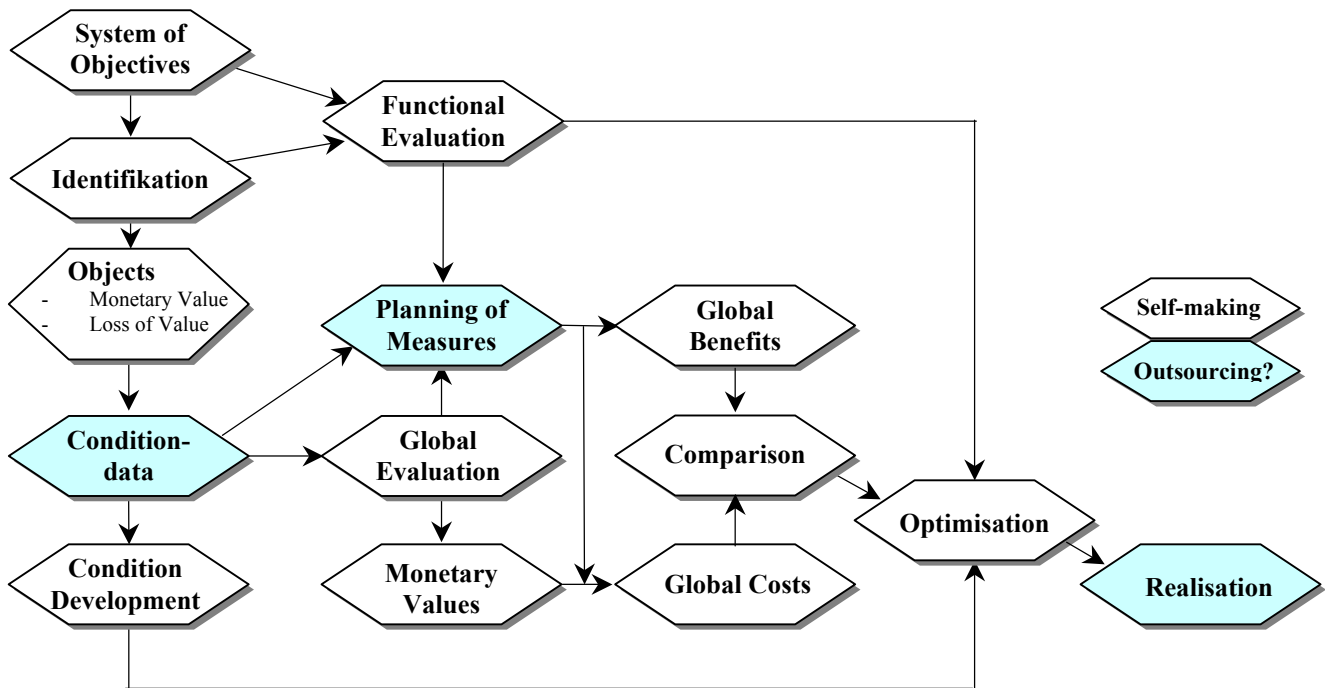 System of
Objectives
Functional
Evaluation
Identifikation
Objects
- Monetary Value
- Loss of Value
Planning of
Measures
Global
Benefits
Self-making
Outsourcing?
Condition-
data
Global
Evaluation
Comparison
Optimisation
Condition
Development
Monetary
Values
Global Costs
Realisation